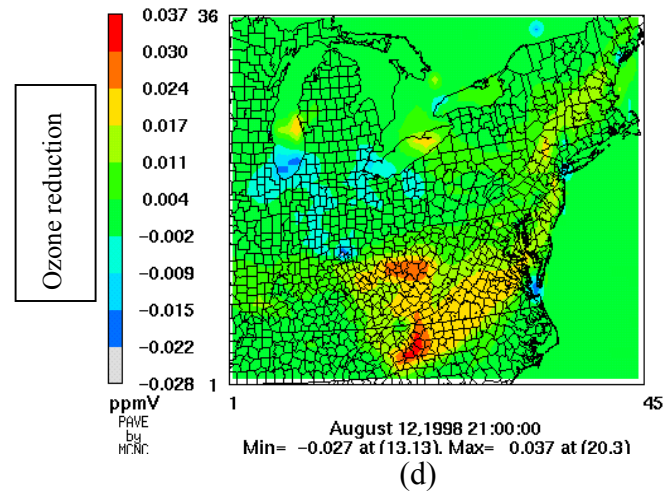 Ozone reduction
0.037
0.030
0.024
0.017
0.011
0.004
−0.002
−0.009
−0.015
−0.022
−0.028
ppmV
PAVE
by
MCNC
36
1
1
45
August 12,1998 21:00:00
Min= −0.027 at (13,13), Max= 0.037 at (20,3)
(d)